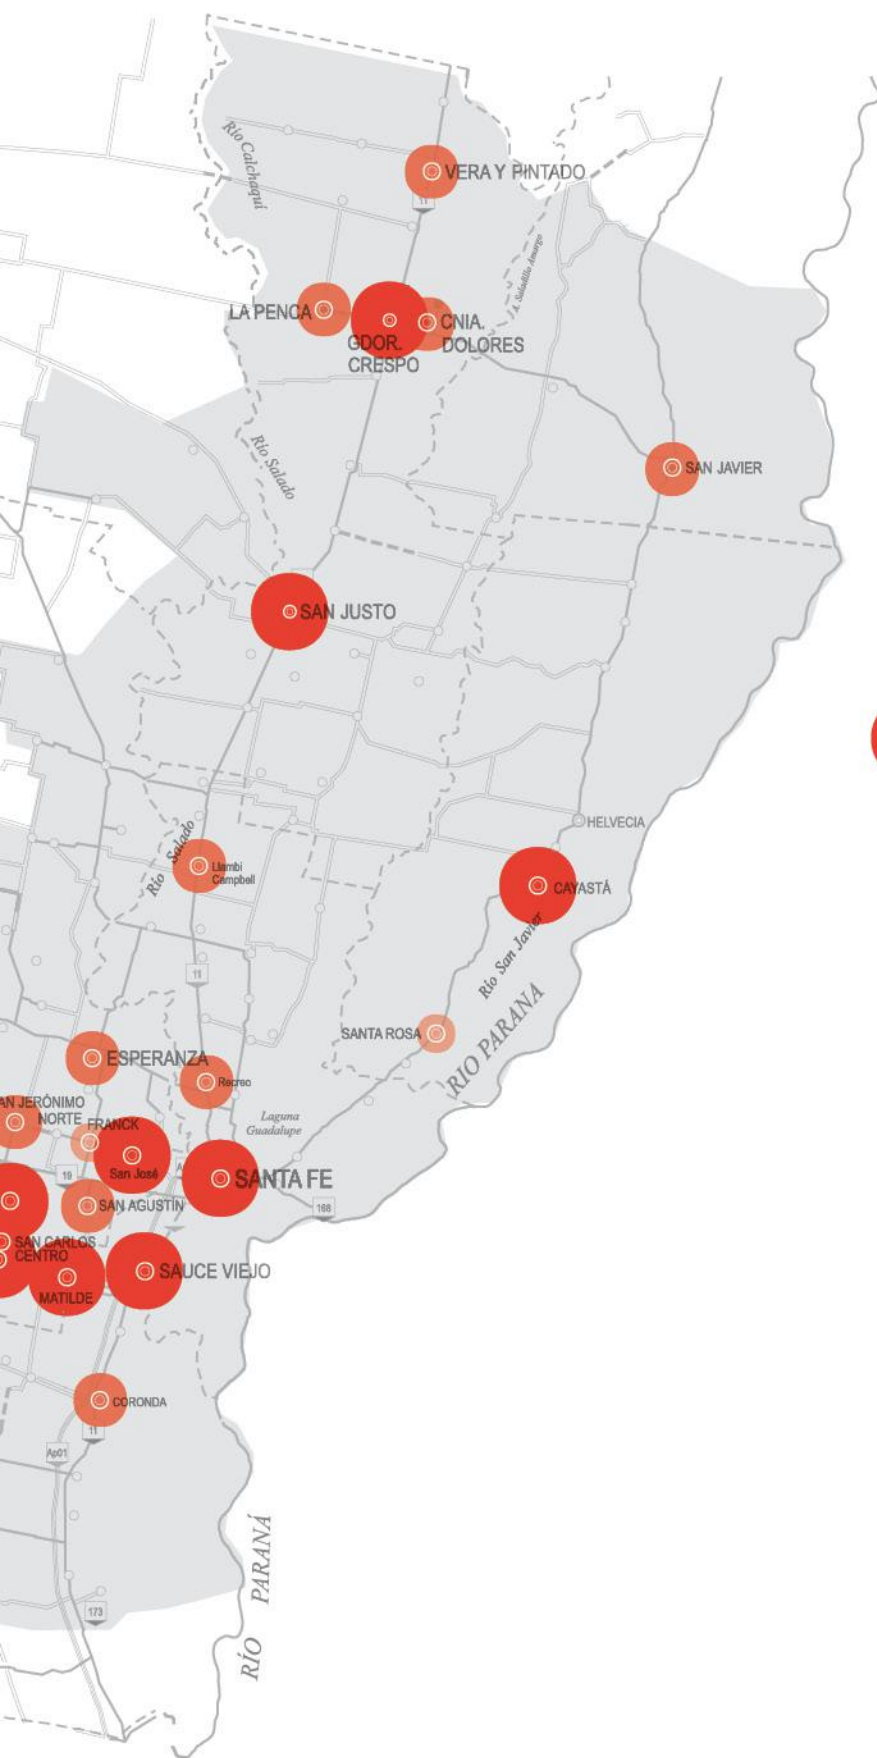 Río Calchaquí
VERA Y PINTADO
11
A. Saladillo Amargo
LA PENCA
GDOR.
CRESPO
CNIA.
DOLORES
Río Salado
SAN JAVIER
SAN JUSTO
HELVECIA
Río Salado
Llambi
Campbell
CAYASTÁ
Río San Javier
11
RIO PARANA
SANTA ROSA
ESPERANZA
Recreo
AN JERÓNIMO
NORTE
FRANCK
Laguna
Guadalupe
San José
19
A
SANTA FE
SAN AGUSTÍN
168
SAN CARLOS
CENTRO
SAUCE VIEJO
MATILDE
CORONDA
11
Ap01
RÍO PARANÁ
173